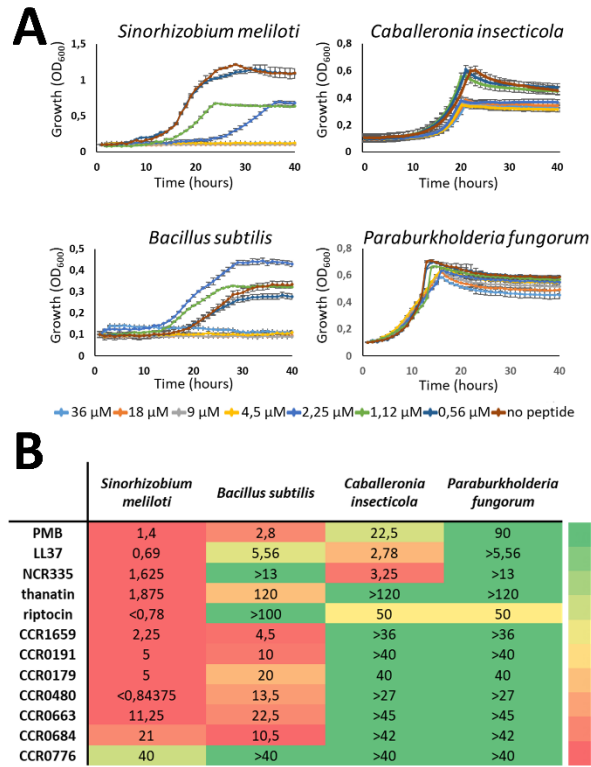 A
Sinorhizobium meliloti
Caballeronia insecticola
Growth (OD600)
1,5
1
0,5
0
0 10 20 30 40
Time (hours)
Growth (OD600)
0,8
0,6
0,4
0,2
0
0 10 20 30 40
Time (hours)
Bacillus subtilis
Paraburkholderia fungorum
Growth (OD600)
0,5
0,4
0,3
0,2
0,1
0
0 10 20 30 40
Time (hours)
Growth (OD600)
0,8
0,6
0,4
0,2
0
0 10 20 30 40
Time (hours)
36 µM 18 µM 9 µM 4,5 µM 2,25 µM 1,12 µM 0,56 µM no peptide
B
Sinorhizobium meliloti Bacillus subtilis Caballeronia insecticola Paraburkholderia fungorum
PMB 1,4 2,8 22,5 90
LL37 0,69 5,56 2,78 >5,56
NCR335 1,625 >13 3,25 >13
thanatin 1,875 120 >120 >120
riptocin <0,78 >100 50 50
CCR1659 2,25 4,5 >36 >36
CCR0191 5 10 >40 >40
CCR0179 5 20 40 40
CCR0480 <0,84375 13,5 >27 >27
CCR0663 11,25 22,5 >45 >45
CCR0684 21 10,5 >42 >42
CCR0776 40 >40 >40 >40